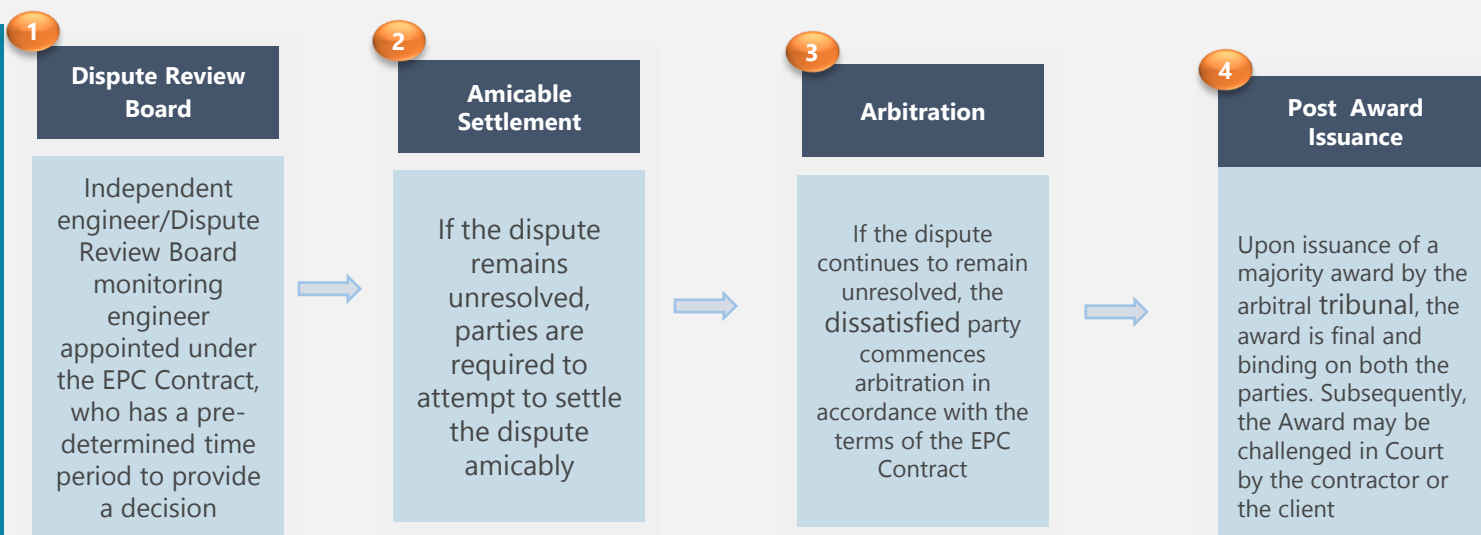 1
Dispute Review
Board
Independent
engineer/Dispute
Review Board
monitoring
engineer
appointed under
the EPC Contract,
who has a pre-
determined time
period to provide
a decision
2
Amicable
Settlement
If the dispute
remains
unresolved,
parties are
required to
attempt to settle
the dispute
amicably
3
Arbitration
If the dispute
continues to remain
unresolved, the
dissatisfied party
commences
arbitration in
accordance with the
terms of the EPC
Contract
4
Post Award
Issuance
Upon issuance of a
majority award by the
arbitral tribunal, the
award is final and
binding on both the
parties. Subsequently,
the Award may be
challenged in Court
by the contractor or
the client